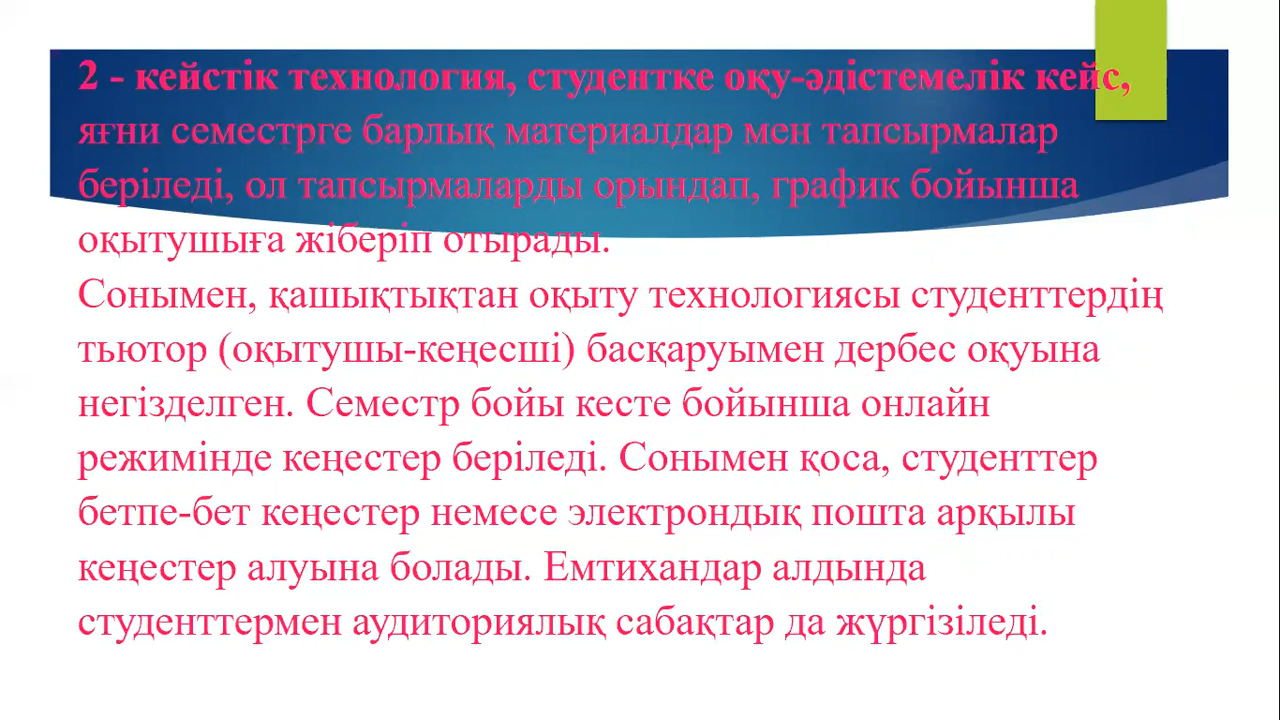 2 - кейстік технология, студентке оқу-әдістемелік кейс,
яғни семестрге барлық материалдар мен тапсырмалар
беріледі, ол тапсырмаларды орындап, график бойынша
оқытушыға жіберіп отырады.
Сонымен, қашықтықтан оқыту технологиясы студенттердің
тьютор (оқытушы-кеңесші) басқаруымен дербес оқуына
негізделген. Семестр бойы кесте бойынша онлайн
режимінде кеңестер беріледі. Сонымен қоса, студенттер
бетпе-бет кеңестер немесе электрондық пошта арқылы
кеңестер алуына болады. Емтихандар алдында
студенттермен аудиториялық сабақтар да жүргізіледі.